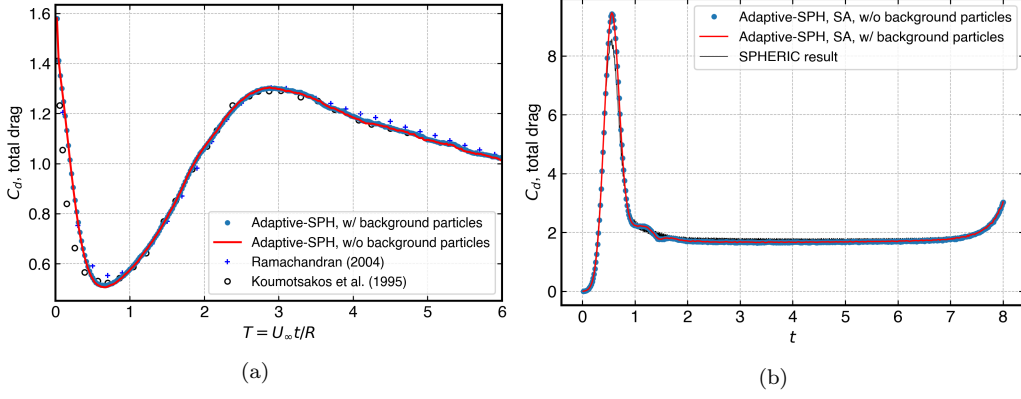 1.6
1.4
1.2
1.0
0.8
0.6
C_d, total drag
Adaptive-SPH, w/ background particles
Adaptive-SPH, w/o background particles
Ramachandran (2004)
Koumotsakos et al. (1995)
0 1 2 3 4 5 6
T = U_∞t/R
(a)
8
6
4
2
0
C_d, total drag
Adaptive-SPH, SA, w/o background particles
Adaptive-SPH, SA, w/ background particles
SPHERIC result
0 1 2 3 4 5 6 7 8
t
(b)